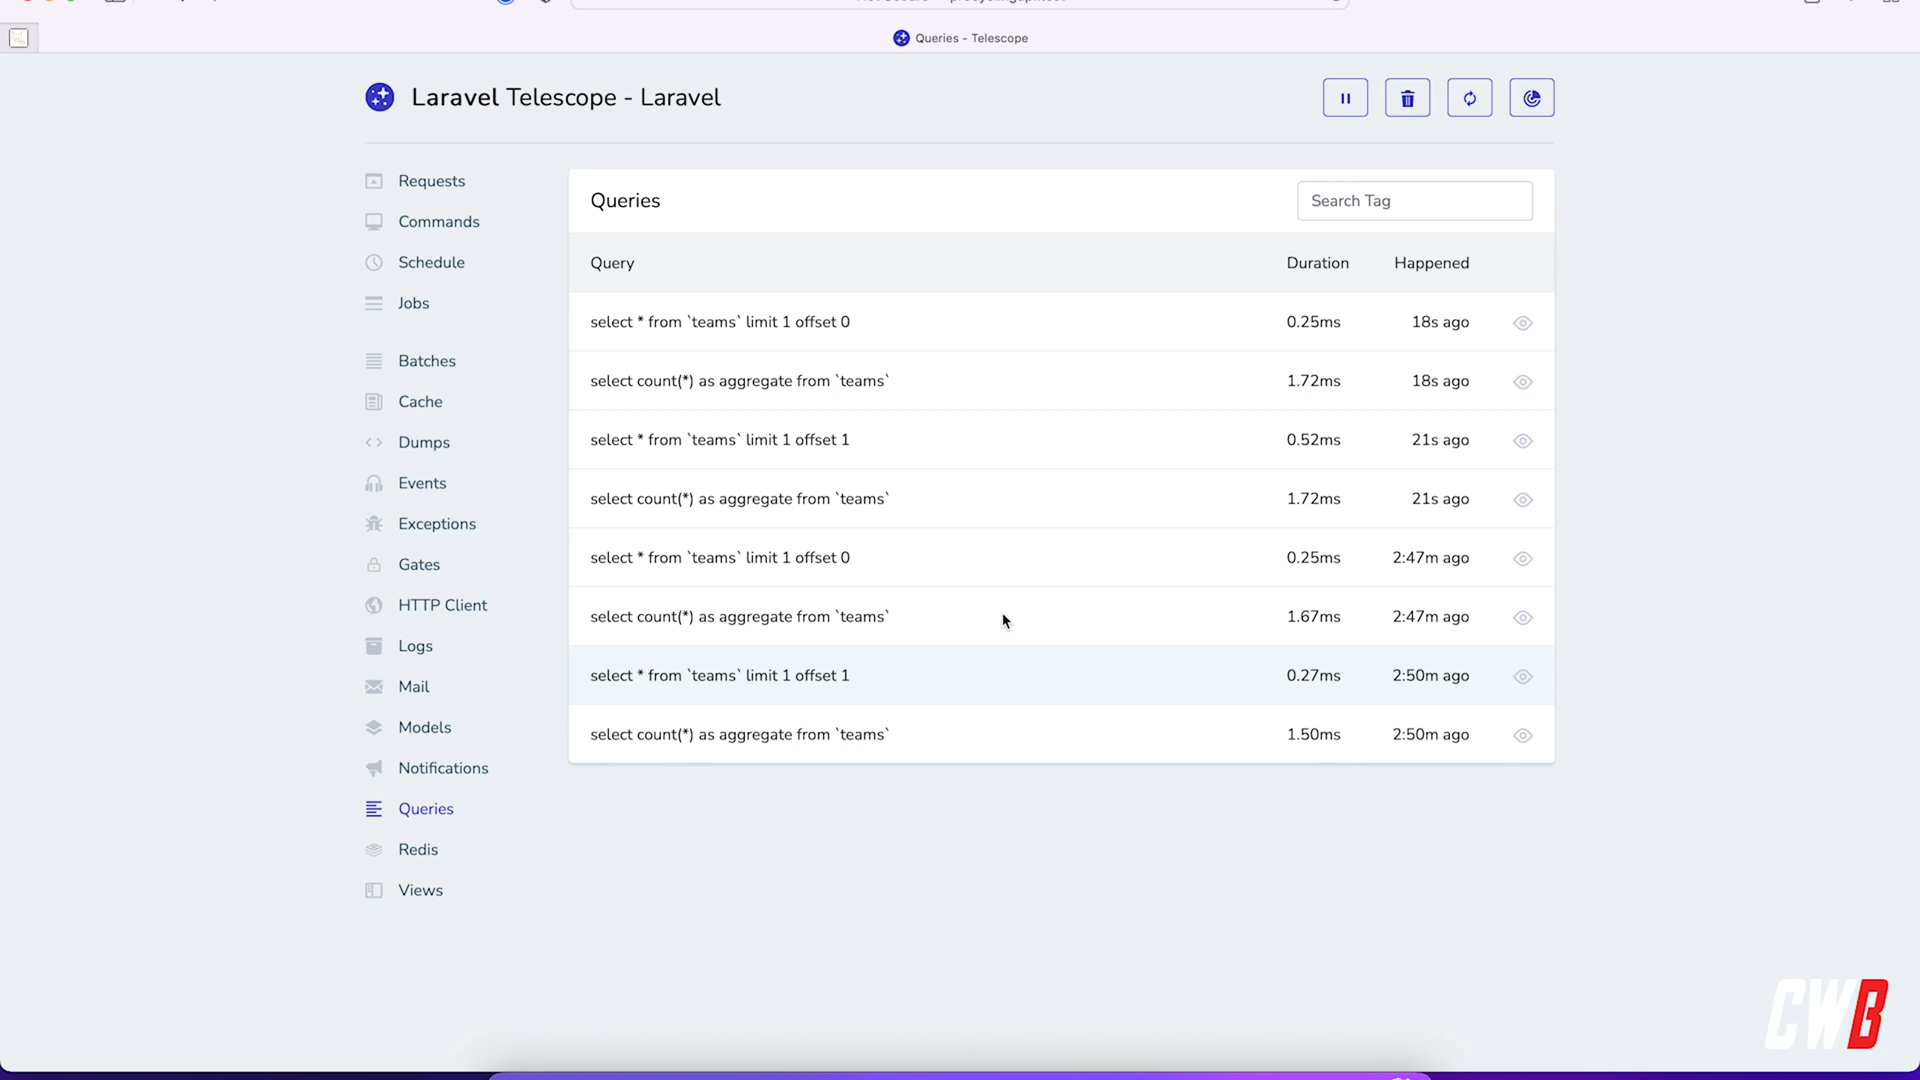 Queries - Telescope
Laravel Telescope - Laravel
Requests
Commands
Schedule
Jobs
Batches
Cache
Dumps
Events
Exceptions
Gates
HTTP Client
Logs
Mail
Models
Notifications
Queries
Redis
Views
Queries
Search Tag
Query Duration Happened
select * from `teams` limit 1 offset 0 0.25ms 18s ago
select count(*) as aggregate from `teams` 1.72ms 18s ago
select * from `teams` limit 1 offset 1 0.52ms 21s ago
select count(*) as aggregate from `teams` 1.72ms 21s ago
select * from `teams` limit 1 offset 0 0.25ms 2:47m ago
select count(*) as aggregate from `teams` 1.67ms 2:47m ago
select * from `teams` limit 1 offset 1 0.27ms 2:50m ago
select count(*) as aggregate from `teams` 1.50ms 2:50m ago
CWB